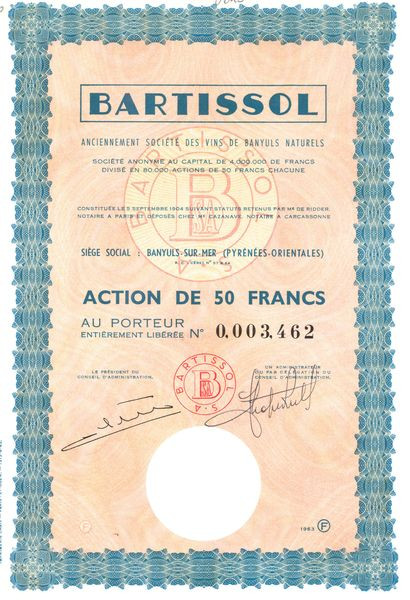 BARTISSOL
ANCIENNEMENT SOCIÉTÉ DES VINS DE BANYULS NATURELS
SOCIÉTÉ ANONYME AU CAPITAL DE 4.000.000 DE FRANCS
DIVISÉ EN 80.000 ACTIONS DE 50 FRANCS CHACUNE
CONSTITUÉE LE 5 SEPTEMBRE 1904 SUIVANT STATUTS RETENUS PAR Me DE RIDDER,
NOTAIRE A PARIS ET DÉPOSÉS CHEZ Me CAZANAVE, NOTAIRE A CARCASSONNE
SIÈGE SOCIAL : BANYULS-SUR-MER (PYRÉNÉES-ORIENTALES)
ACTION DE 50 FRANCS
AU PORTEUR
ENTIÈREMENT LIBÉRÉE No 0,003,462
LE PRÉSIDENT DU
CONSEIL D'ADMINISTRATION,
UN ADMINISTRATEUR
OU PAR DÉLÉGATION DU
CONSEIL D'ADMINISTRATION,
BARTISSOL S.A.
F
1963 F